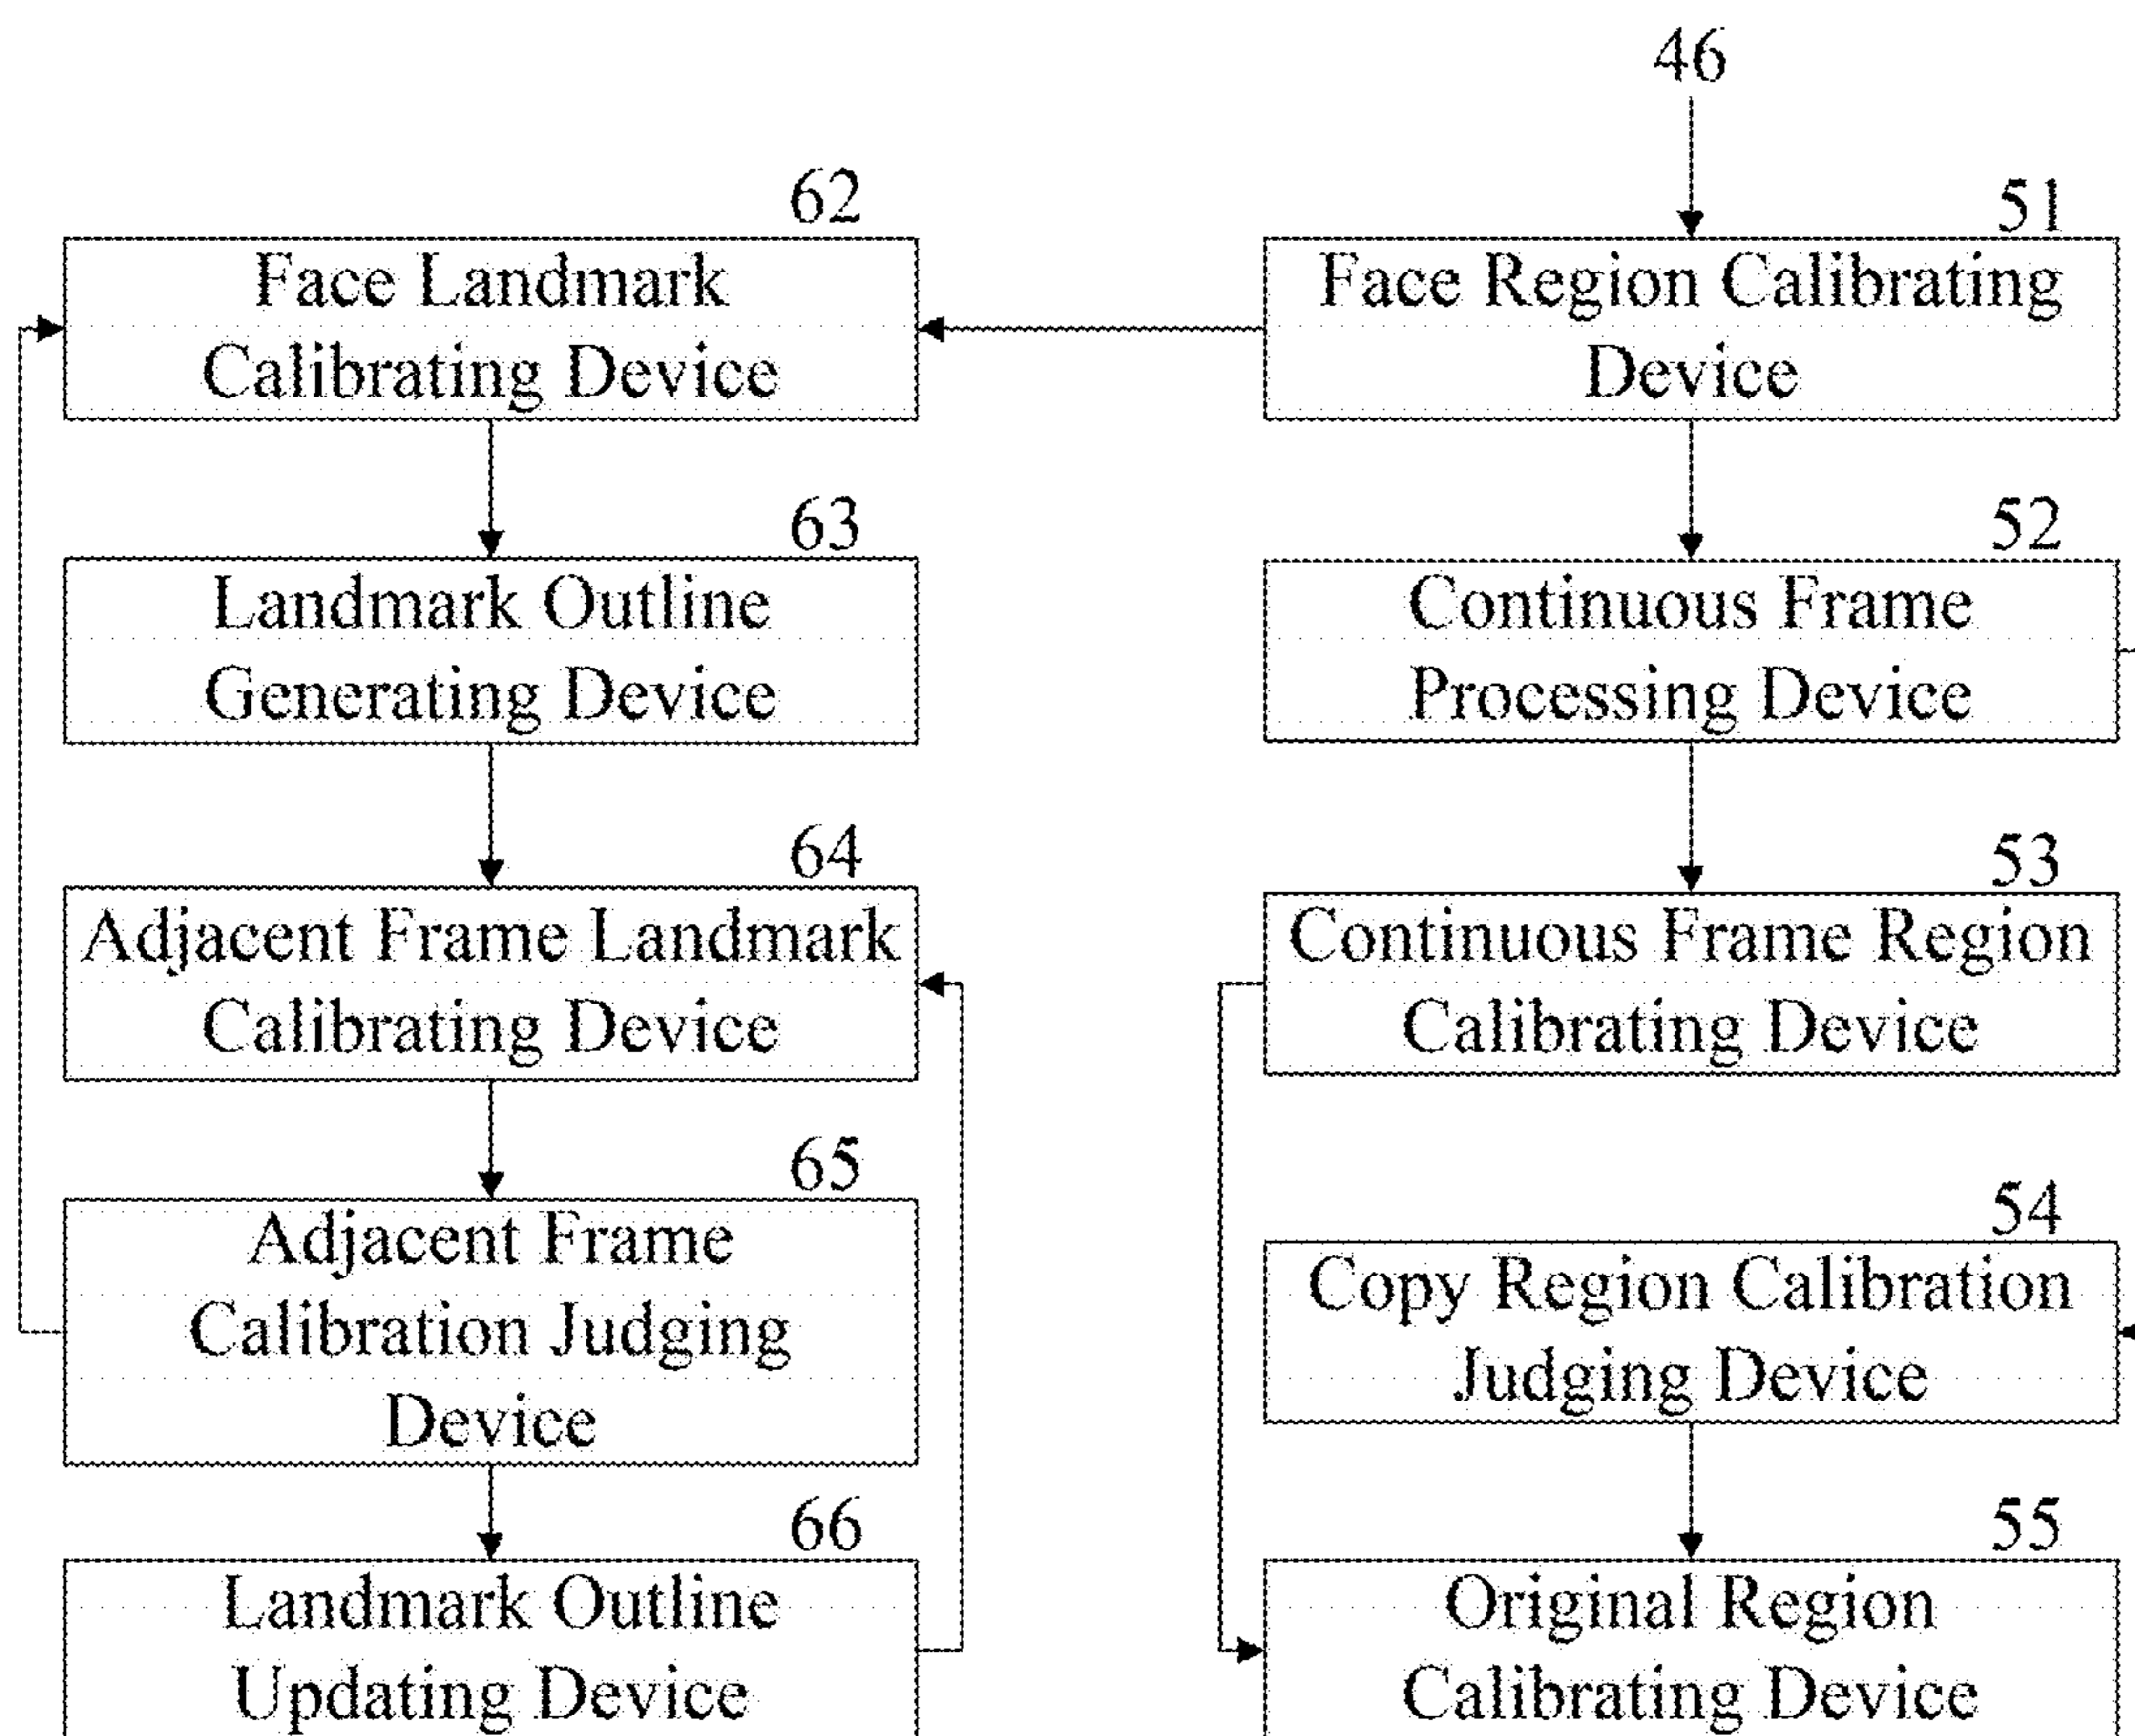 46
62
Face Landmark
Calibrating Device
51
Face Region Calibrating
Device
63
Landmark Outline
Generating Device
52
Continuous Frame
Processing Device
64
Adjacent Frame Landmark
Calibrating Device
53
Continuous Frame Region
Calibrating Device
65
Adjacent Frame
Calibration Judging
Device
54
Copy Region Calibration
Judging Device
66
Landmark Outline
Updating Device
55
Original Region
Calibrating Device